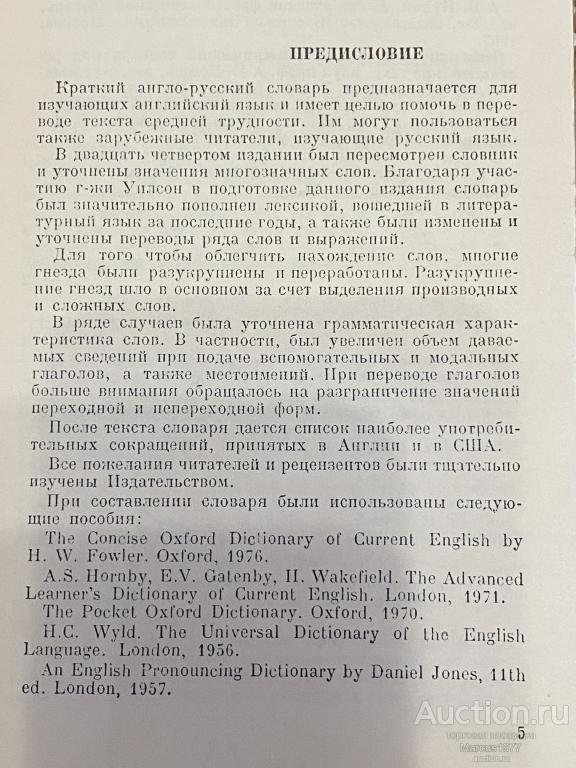 ПРЕДИСЛОВИЕ
Краткий англо-русский словарь предназначается для
изучающих английский язык и имеет целью помочь в пере-
воде текста средней трудности. Им могут пользоваться
также зарубежные читатели, изучающие русский язык.
В двадцать четвертом издании был пересмотрен словник
и уточнены значения многозначных слов. Благодаря учас-
тию г-жи Уилсон в подготовке данного издания словарь
был значительно пополнен лексикой, вошедшей в литера-
турный язык за последние годы, а также были изменены и
уточнены переводы ряда слов и выражений.
Для того чтобы облегчить нахождение слов, многие
гнезда были разукрупнены и переработаны. Разукрупне-
ние гнезд шло в основном за счет выделения производных
и сложных слов.
В ряде случаев была уточнена грамматическая харак-
теристика слов. В частности, был увеличен объем давае-
мых сведений при подаче вспомогательных и модальных
глаголов, а также местоимений. При переводе глаголов
больше внимания обращалось на разграничение значений
переходной и непереходной форм.
После текста словаря дается список наиболее употреби-
тельных сокращений, принятых в Англии и в США.
Все пожелания читателей и рецензентов были тщательно
изучены Издательством.
При составлении словаря были использованы следую-
щие пособия:
The Concise Oxford Dictionary of Current English by
H. W. Fowler. Oxford, 1976.
A.S. Hornby, E.V. Gatenby, H. Wakefield. The Advanced
Learner's Dictionary of Current English. London, 1971.
The Pocket Oxford Dictionary. Oxford, 1970.
H.C. Wyld. The Universal Dictionary of the English
Language. London, 1956.
An English Pronouncing Dictionary by Daniel Jones, 11th
ed. London, 1957.
5
Auction.ru
торговая площадка
Marcus1577
auction.ru